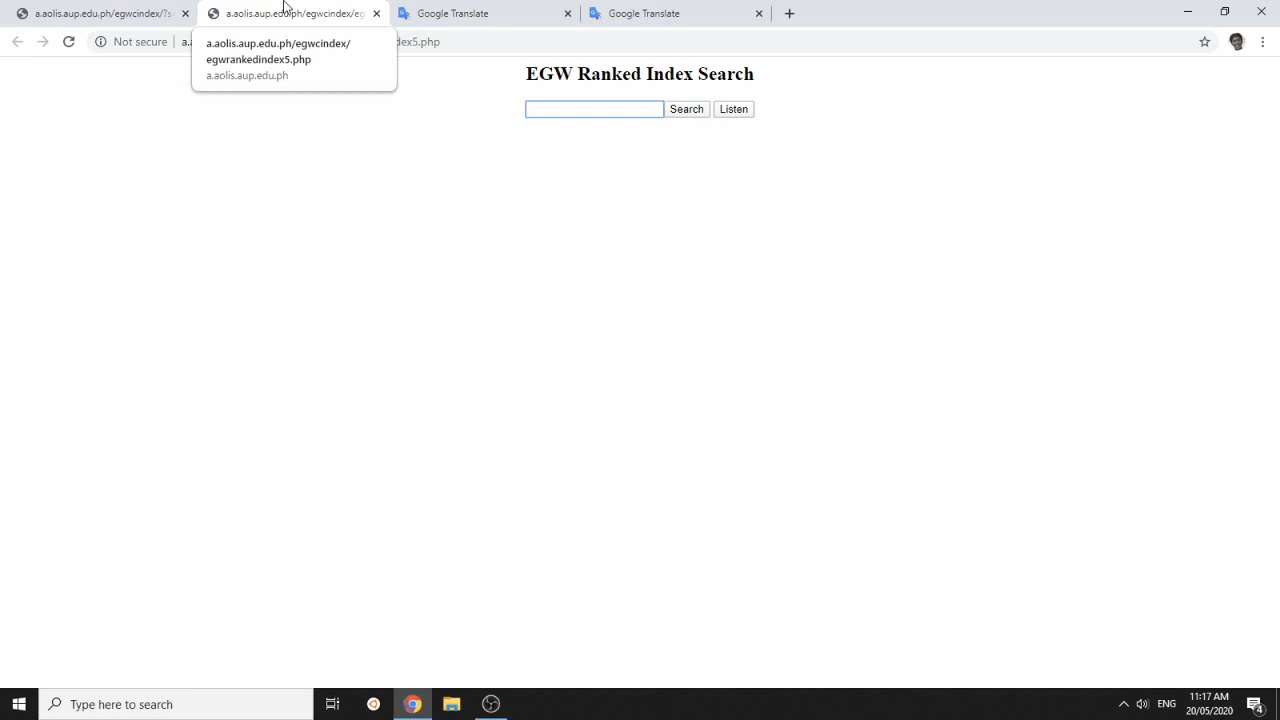 a.aolis.aup.edu.ph/egwcindex/?s
a.aolis.aup.edu.ph/egwcindex/eg
Google Translate
Google Translate
Not secure
dex5.php
a.aolis.aup.edu.ph/egwcindex/
egwrankedindex5.php
a.aolis.aup.edu.ph
EGW Ranked Index Search
Search
Listen
Type here to search
ENG
11:17 AM
20/05/2020
4